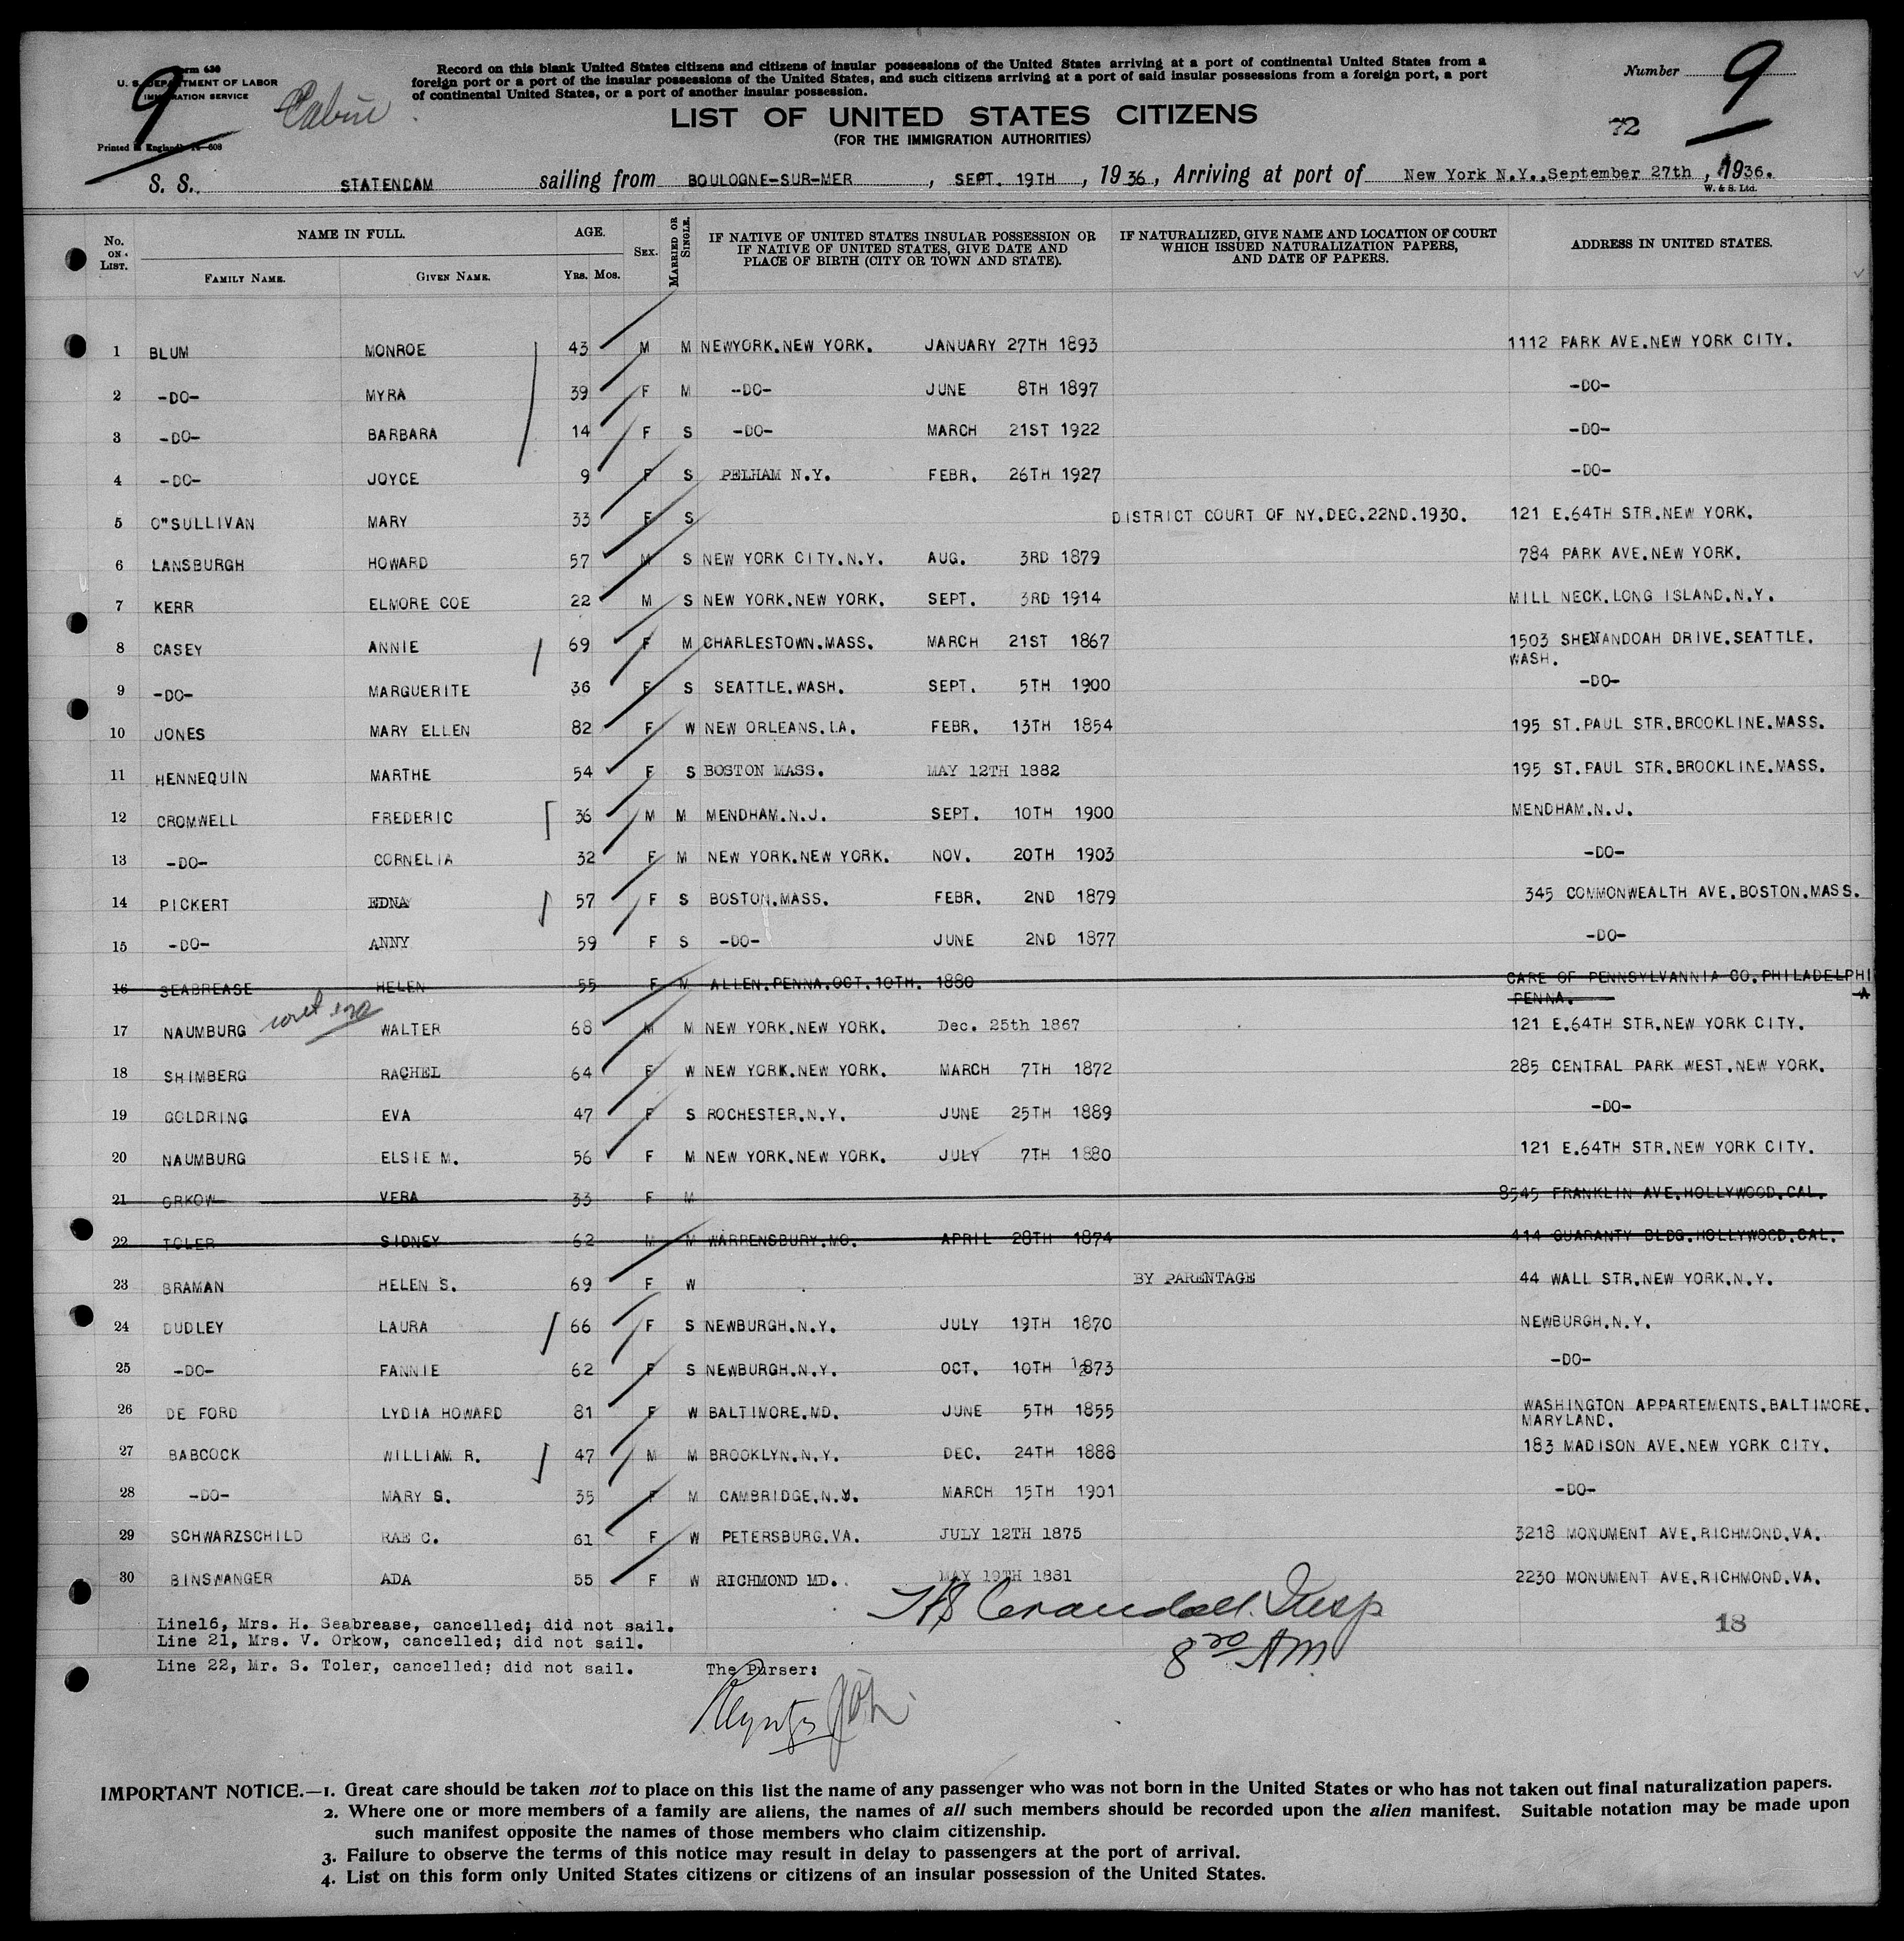 9
Form 630
U. S. DEPARTMENT OF LABOR
IMMIGRATION SERVICE
Cabin
Record on this blank United States citizens and citizens of insular possessions of the United States arriving at a port of continental United States from a
foreign port or a port of the insular possessions of the United States, and such citizens arriving at a port of said insular possessions from a foreign port, a port
of continental United States, or a port of another insular possession.
Number 9
LIST OF UNITED STATES CITIZENS
(FOR THE IMMIGRATION AUTHORITIES)
72
Printed in England 14-608
S. S. STATENDAM sailing from BOULOGNE-SUR-MER, SEPT. 19TH, 1936, Arriving at port of New York N.Y., September 27th, 1936.
W. & S. Ltd.
No. ON LIST. NAME IN FULL. FAMILY NAME. GIVEN NAME. AGE. YRS. MOS. SEX. MARRIED OR SINGLE. IF NATIVE OF UNITED STATES INSULAR POSSESSION OR IF NATIVE OF UNITED STATES, GIVE DATE AND PLACE OF BIRTH (CITY OR TOWN AND STATE). IF NATURALIZED, GIVE NAME AND LOCATION OF COURT WHICH ISSUED NATURALIZATION PAPERS, AND DATE OF PAPERS. ADDRESS IN UNITED STATES.
1 BLUM MONROE 43 M M NEWYORK.NEW YORK. JANUARY 27TH 1893 1112 PARK AVE.NEW YORK CITY.
2 -DO- MYRA 39 F M -DO- JUNE 8TH 1897 -DO-
3 -DO- BARBARA 14 F S -DO- MARCH 21ST 1922 -DO-
4 -DO- JOYCE 9 F S PELHAM N.Y. FEBR. 26TH 1927 -DO-
5 O"SULLIVAN MARY 33 F S DISTRICT COURT OF NY.DEC.22ND.1930. 121 E.64TH STR.NEW YORK.
6 LANSBURGH HOWARD 57 M S NEW YORK CITY.N.Y. AUG. 3RD 1879 784 PARK AVE.NEW YORK.
7 KERR ELMORE COE 22 M S NEW YORK.NEW YORK. SEPT. 3RD 1914 MILL NECK.LONG ISLAND.N.Y.
8 CASEY ANNIE 69 F M CHARLESTOWN.MASS. MARCH 21ST 1867 1503 SHENANDOAH DRIVE.SEATTLE.
WASH.
9 -DO- MARGUERITE 36 F S SEATTLE.WASH. SEPT. 5TH 1900 -DO-
10 JONES MARY ELLEN 82 F W NEW ORLEANS.LA. FEBR. 13TH 1854 195 ST.PAUL STR.BROOKLINE.MASS.
11 HENNEQUIN MARTHE 54 F S BOSTON MASS. MAY 12TH 1882 195 ST.PAUL STR.BROOKLINE.MASS.
12 CROMWELL FREDERIC 36 M M MENDHAM.N.J. SEPT. 10TH 1900 MENDHAM.N.J.
13 -DO- CORNELIA 32 F M NEW YORK.NEW YORK. NOV. 20TH 1903 -DO-
14 PICKERT EDNA 57 F S BOSTON.MASS. FEBR. 2ND 1879 345 COMMONWEALTH AVE.BOSTON.MASS.
15 -DO- ANNY 59 F S -DO- JUNE 2ND 1877 -DO-
16 SEABREASE HELEN 55 F M ALLEN.PENNA.OCT.10TH. 1880 CARE OF PENNSYLVANNIA CO.PHILADELPHI
A
PENNA.
17 NAUMBURG WALTER 68 M M NEW YORK.NEW YORK. Dec. 25th 1867 121 E.64TH STR.NEW YORK CITY.
18 SHIMBERG RACHEL 64 F W NEW YORK.NEW YORK. MARCH 7TH 1872 285 CENTRAL PARK WEST.NEW YORK.
19 GOLDRING EVA 47 F S ROCHESTER.N.Y. JUNE 25TH 1889 -DO-
20 NAUMBURG ELSIE M. 56 F M NEW YORK.NEW YORK. JULY 7TH 1880 121 E.64TH STR.NEW YORK CITY.
21 ORKOW VERA 33 F M 8545 FRANKLIN AVE.HOLLYWOOD.CAL.
22 TOLER SIDNEY 62 M M WARRENSBURY.MO. APRIL 28TH 1874 414 GUARANTY BLDG.HOLLYWOOD.CAL.
23 BRAMAN HELEN S. 69 F W BY PARENTAGE 44 WALL STR.NEW YORK.N.Y.
24 DUDLEY LAURA 66 F S NEWBURGH.N.Y. JULY 19TH 1870 NEWBURGH.N.Y.
25 -DO- FANNIE 62 F S NEWBURGH.N.Y. OCT. 10TH 1873 -DO-
26 DE FORD LYDIA HOWARD 81 F W BALTIMORE.MD. JUNE 5TH 1855 WASHINGTON APPARTEMENTS.BALTIMORE.
MARYLAND.
27 BABCOCK WILLIAM R. 47 M M BROOKLYN.N.Y. DEC. 24TH 1888 183 MADISON AVE.NEW YORK CITY.
28 -DO- MARY S. 35 F M CAMBRIDGE.N.Y. MARCH 15TH 1901 -DO-
29 SCHWARZSCHILD RAE C. 61 F W PETERSBURG.VA. JULY 12TH 1875 3218 MONUMENT AVE.RICHMOND.VA.
30 BINSWANGER ADA 55 F W RICHMOND MD. MAY 19TH 1881 2230 MONUMENT AVE.RICHMOND.VA.
Crandall. Insp
8 30 AM
18
Line16, Mrs. H. Seabrease, cancelled; did not sail.
Line 21, Mrs. V. Orkow, cancelled; did not sail.
Line 22, Mr. S. Toler, cancelled; did not sail.
The Purser:
IMPORTANT NOTICE.—1. Great care should be taken not to place on this list the name of any passenger who was not born in the United States or who has not taken out final naturalization papers.
2. Where one or more members of a family are aliens, the names of all such members should be recorded upon the alien manifest. Suitable notation may be made upon
such manifest opposite the names of those members who claim citizenship.
3. Failure to observe the terms of this notice may result in delay to passengers at the port of arrival.
4. List on this form only United States citizens or citizens of an insular possession of the United States.